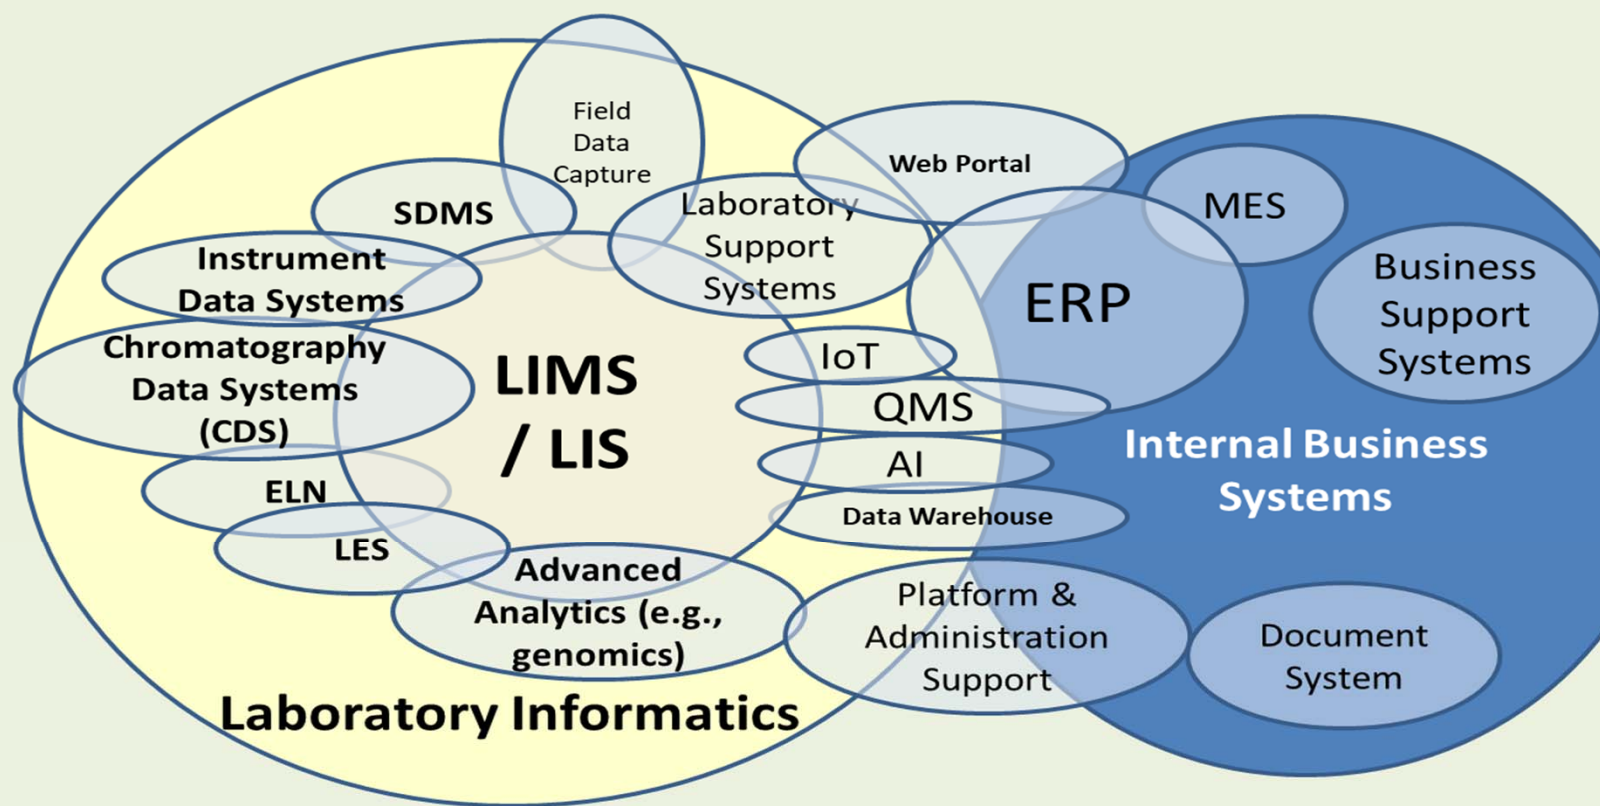 Field
Data
Capture
Web Portal
SDMS
Laboratory
Support
Systems
MES
Instrument
Data Systems
Business
Support
Systems
ERP
Chromatography
Data Systems
(CDS)
LIMS
/ LIS
IoT
QMS
AI
Data Warehouse
Internal Business
Systems
ELN
LES
Advanced
Analytics (e.g.,
genomics)
Platform &
Administration
Support
Document
System
Laboratory Informatics